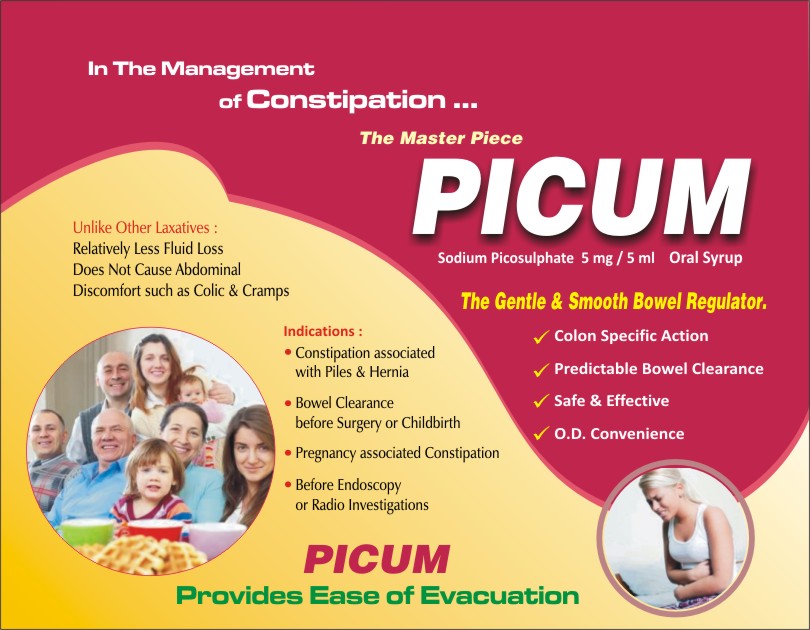 In The Management
of Constipation ...
The Master Piece
PICUM
Sodium Picosulphate 5 mg / 5 ml Oral Syrup
The Gentle & Smooth Bowel Regulator.
✓ Colon Specific Action
✓ Predictable Bowel Clearance
✓ Safe & Effective
✓ O.D. Convenience
Unlike Other Laxatives :
Relatively Less Fluid Loss
Does Not Cause Abdominal
Discomfort such as Colic & Cramps
Indications :
• Constipation associated
with Piles & Hernia
• Bowel Clearance
before Surgery or Childbirth
• Pregnancy associated Constipation
• Before Endoscopy
or Radio Investigations
PICUM
Provides Ease of Evacuation